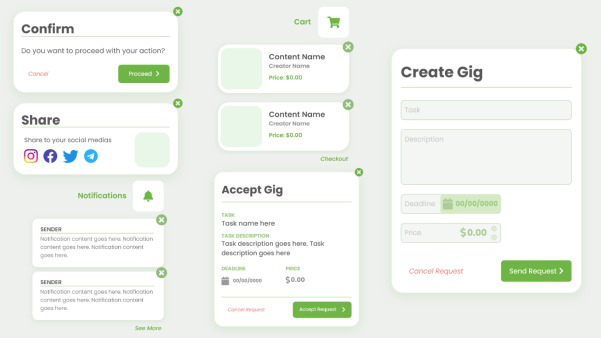 Confirm
Do you want to proceed with your action?
Cancel
Proceed
Share
Share to your social medias
Notifications
SENDER
Notification content goes here. Notification
content goes here. Notification content
goes here.
SENDER
Notification content goes here. Notification
content goes here. Notification content
goes here.
See More
Cart
Content Name
Creator Name
Price: $0.00
Content Name
Creator Name
Price: $0.00
Checkout
Accept Gig
TASK
Task name here
TASK DESCRIPTION
Task description goes here. Task
description goes here
DEADLINE
PRICE
00/00/0000
$0.00
Cancel Request
Accept Request
Create Gig
Task
Description
Deadline
00/00/0000
Price
$0.00
Cancel Request
Send Request